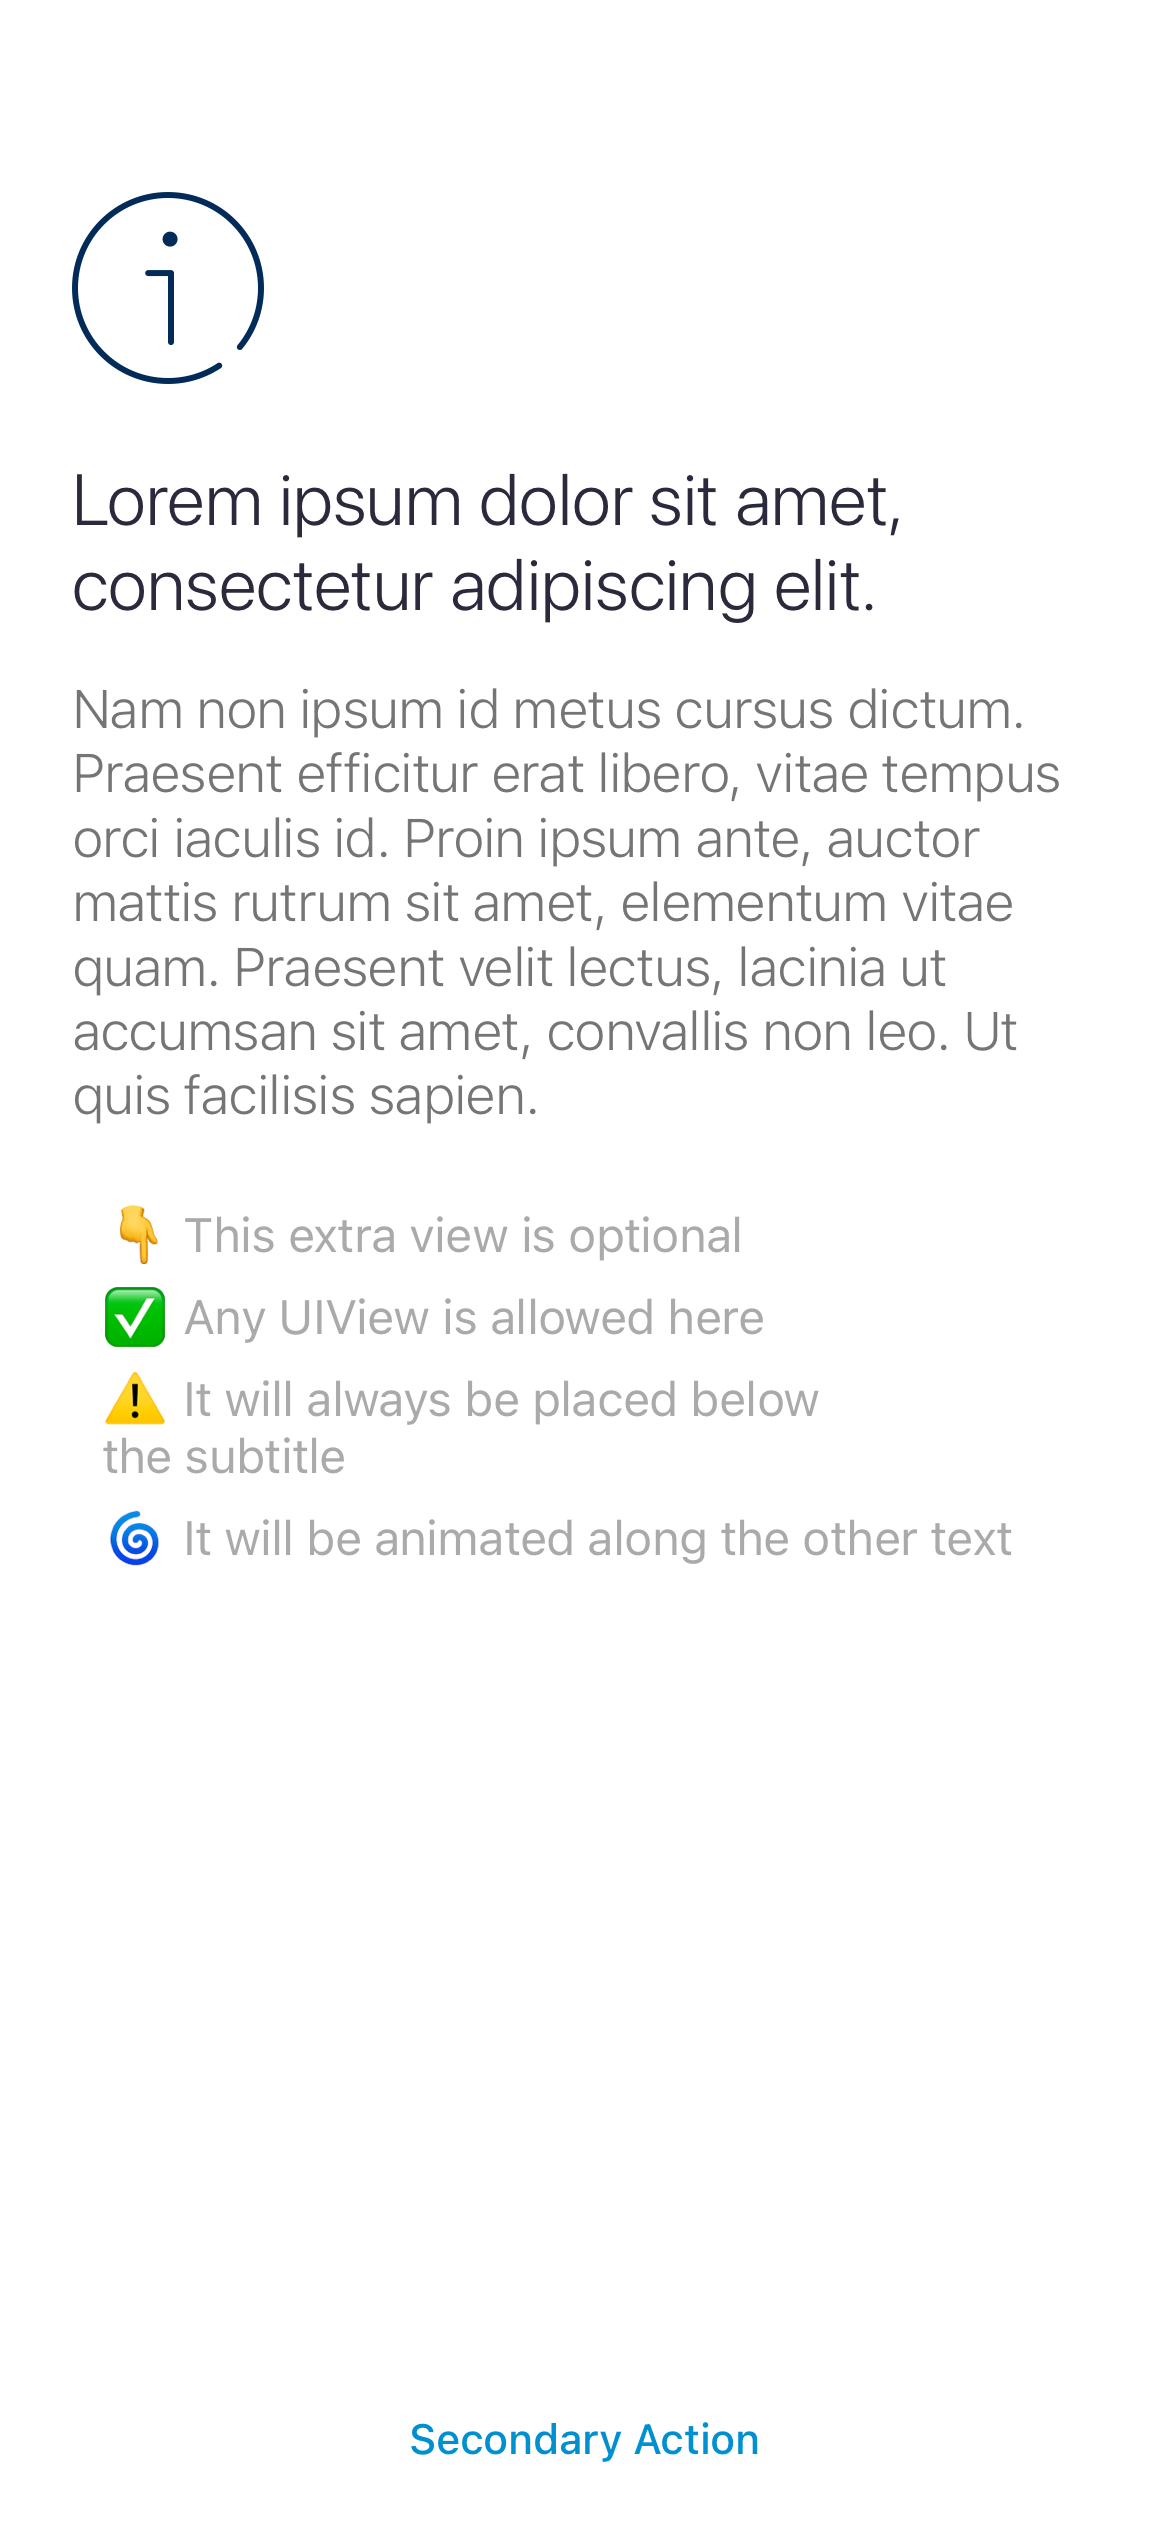 Lorem ipsum dolor sit amet,
consectetur adipiscing elit.
Nam non ipsum id metus cursus dictum.
Praesent efficitur erat libero, vitae tempus
orci iaculis id. Proin ipsum ante, auctor
mattis rutrum sit amet, elementum vitae
quam. Praesent velit lectus, lacinia ut
accumsan sit amet, convallis non leo. Ut
quis facilisis sapien.
👇 This extra view is optional
✅ Any UIView is allowed here
⚠️ It will always be placed below
the subtitle
🌀 It will be animated along the other text
Secondary Action